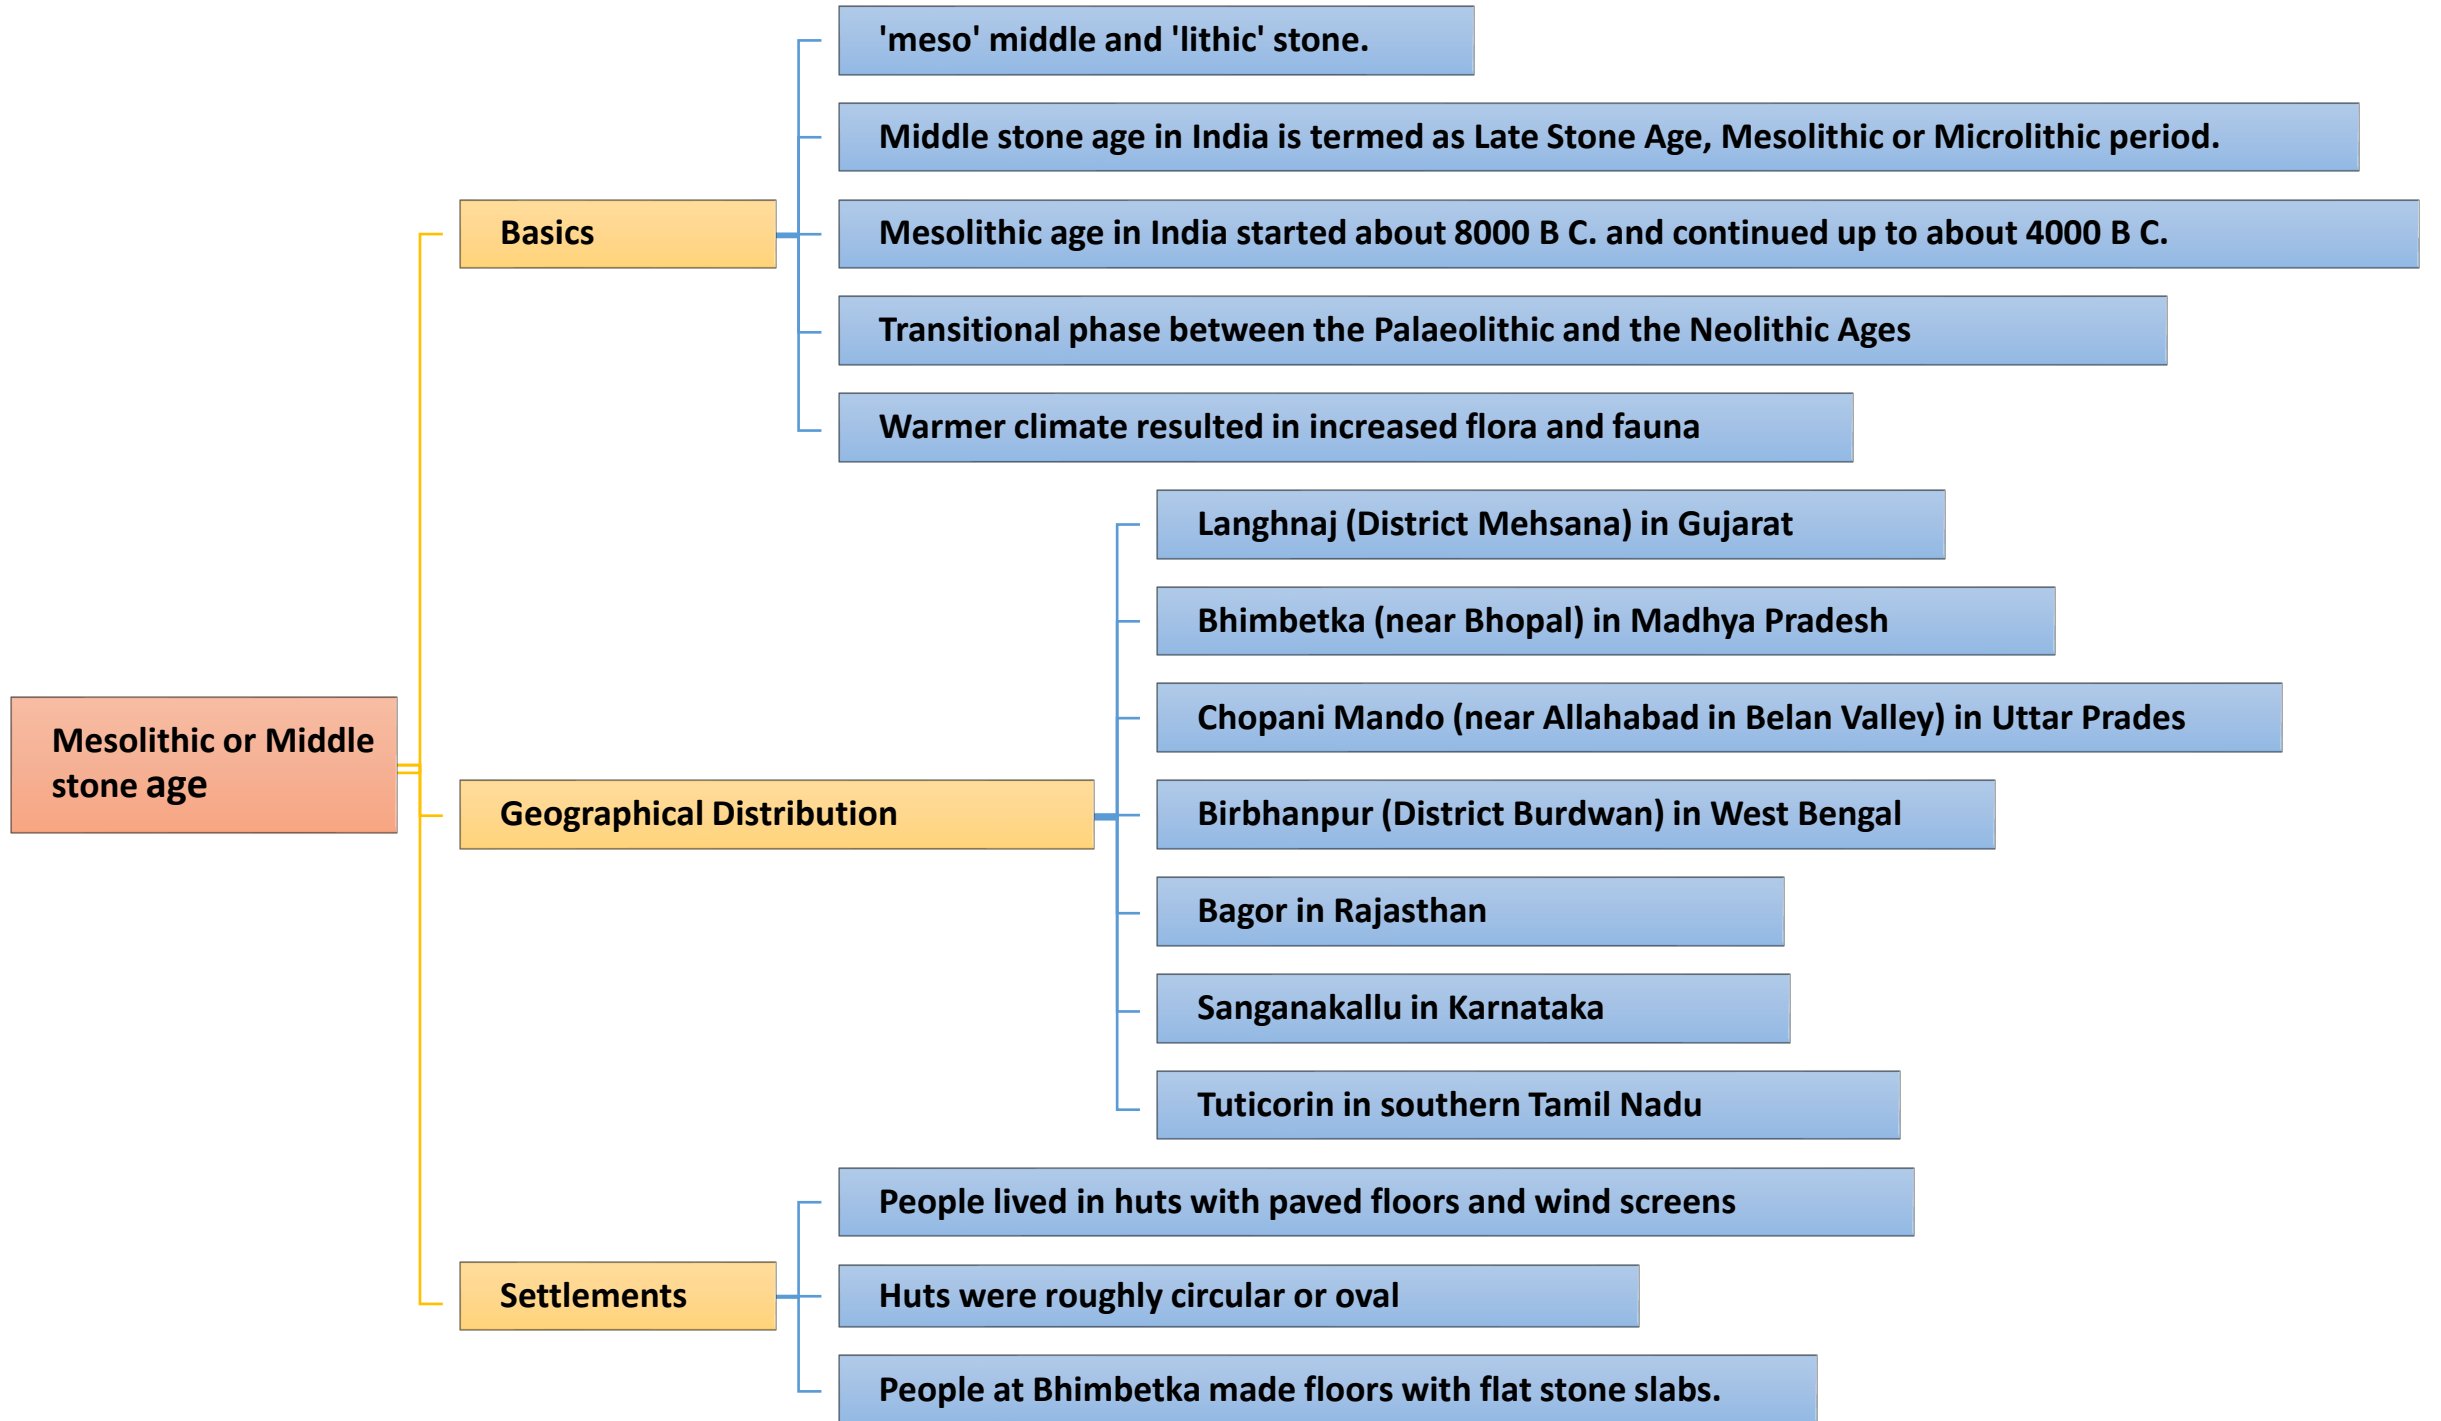 Mesolithic or Middle
stone age
Basics
'meso' middle and 'lithic' stone.
Middle stone age in India is termed as Late Stone Age, Mesolithic or Microlithic period.
Mesolithic age in India started about 8000 B C. and continued up to about 4000 B C.
Transitional phase between the Palaeolithic and the Neolithic Ages
Warmer climate resulted in increased flora and fauna
Geographical Distribution
Langhnaj (District Mehsana) in Gujarat
Bhimbetka (near Bhopal) in Madhya Pradesh
Chopani Mando (near Allahabad in Belan Valley) in Uttar Prades
Birbhanpur (District Burdwan) in West Bengal
Bagor in Rajasthan
Sanganakallu in Karnataka
Tuticorin in southern Tamil Nadu
Settlements
People lived in huts with paved floors and wind screens
Huts were roughly circular or oval
People at Bhimbetka made floors with flat stone slabs.